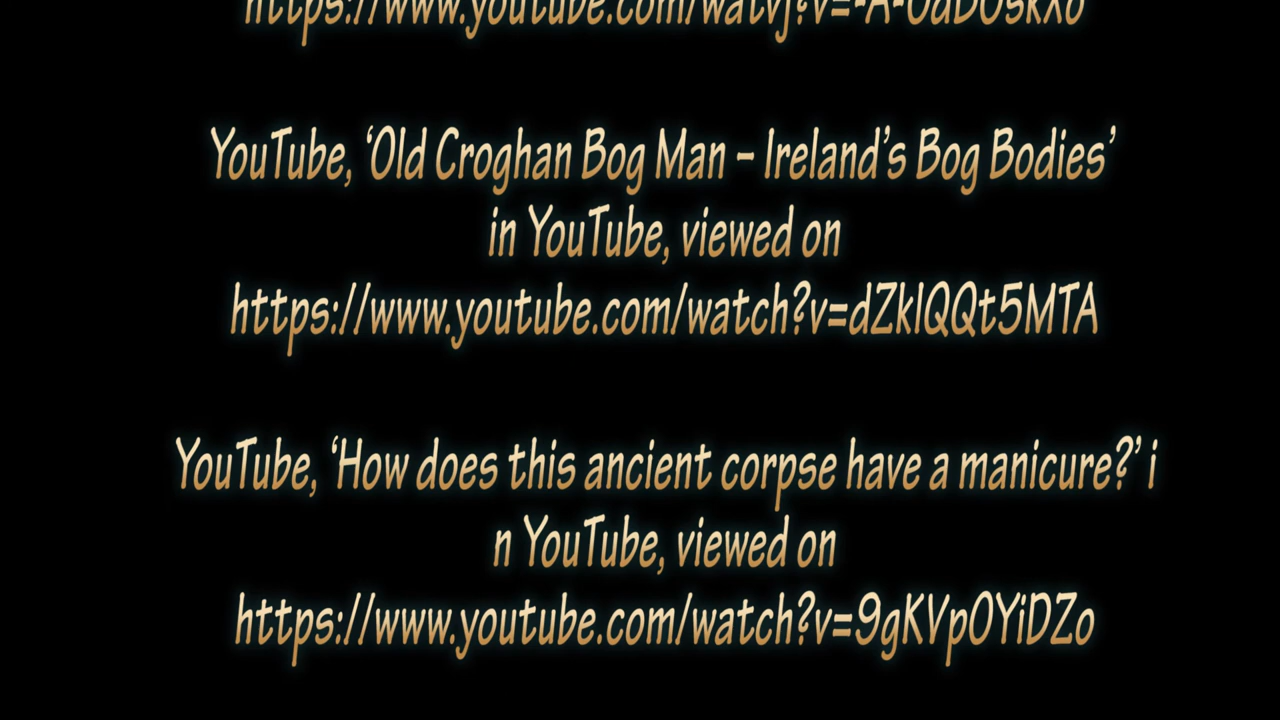 YouTube, ‘Old Croghan Bog Man – Ireland’s Bog Bodies’
in YouTube, viewed on
https://www.youtube.com/watch?v=dZklQQt5MTA
YouTube, ‘How does this ancient corpse have a manicure?’ i
n YouTube, viewed on
https://www.youtube.com/watch?v=9gKVpOYiDZo